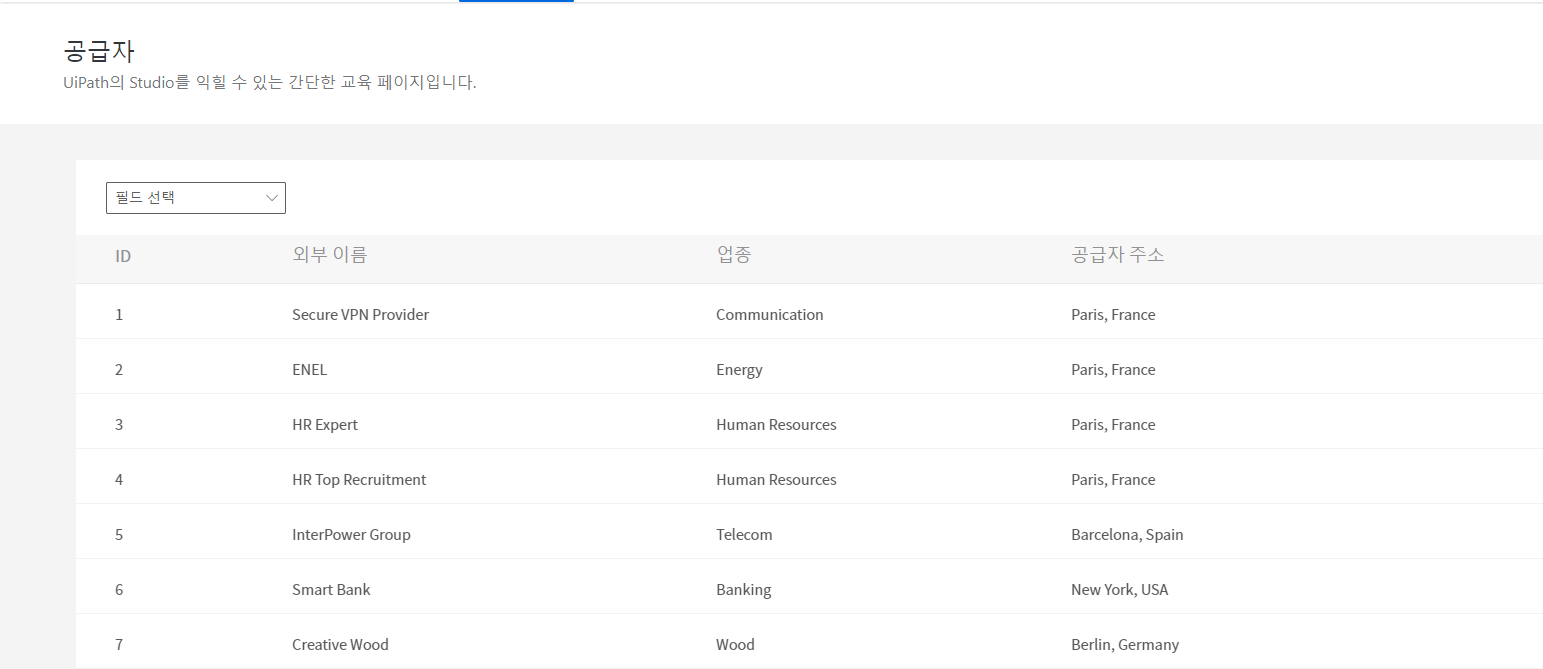 공급자
UiPath의 Studio를 익힐 수 있는 간단한 교육 페이지입니다.
필드 선택
ID 외부 이름 업종 공급자 주소
1 Secure VPN Provider Communication Paris, France
2 ENEL Energy Paris, France
3 HR Expert Human Resources Paris, France
4 HR Top Recruitment Human Resources Paris, France
5 InterPower Group Telecom Barcelona, Spain
6 Smart Bank Banking New York, USA
7 Creative Wood Wood Berlin, Germany